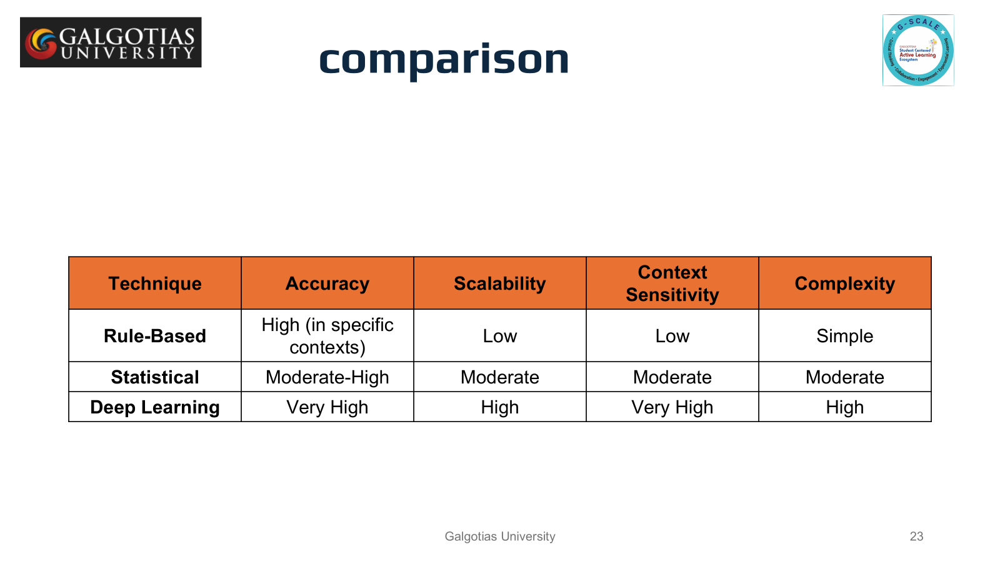 GALGOTIAS
UNIVERSITY
comparison
G-SCALE
GALGOTIAS
Student Centered
Active Learning
Ecosystem
• Critical Thinking • Collaboration • Engagement • Experiential Learning
Technique Accuracy Scalability Context Sensitivity Complexity
Rule-Based High (in specific contexts) Low Low Simple
Statistical Moderate-High Moderate Moderate Moderate
Deep Learning Very High High Very High High
Galgotias University 23